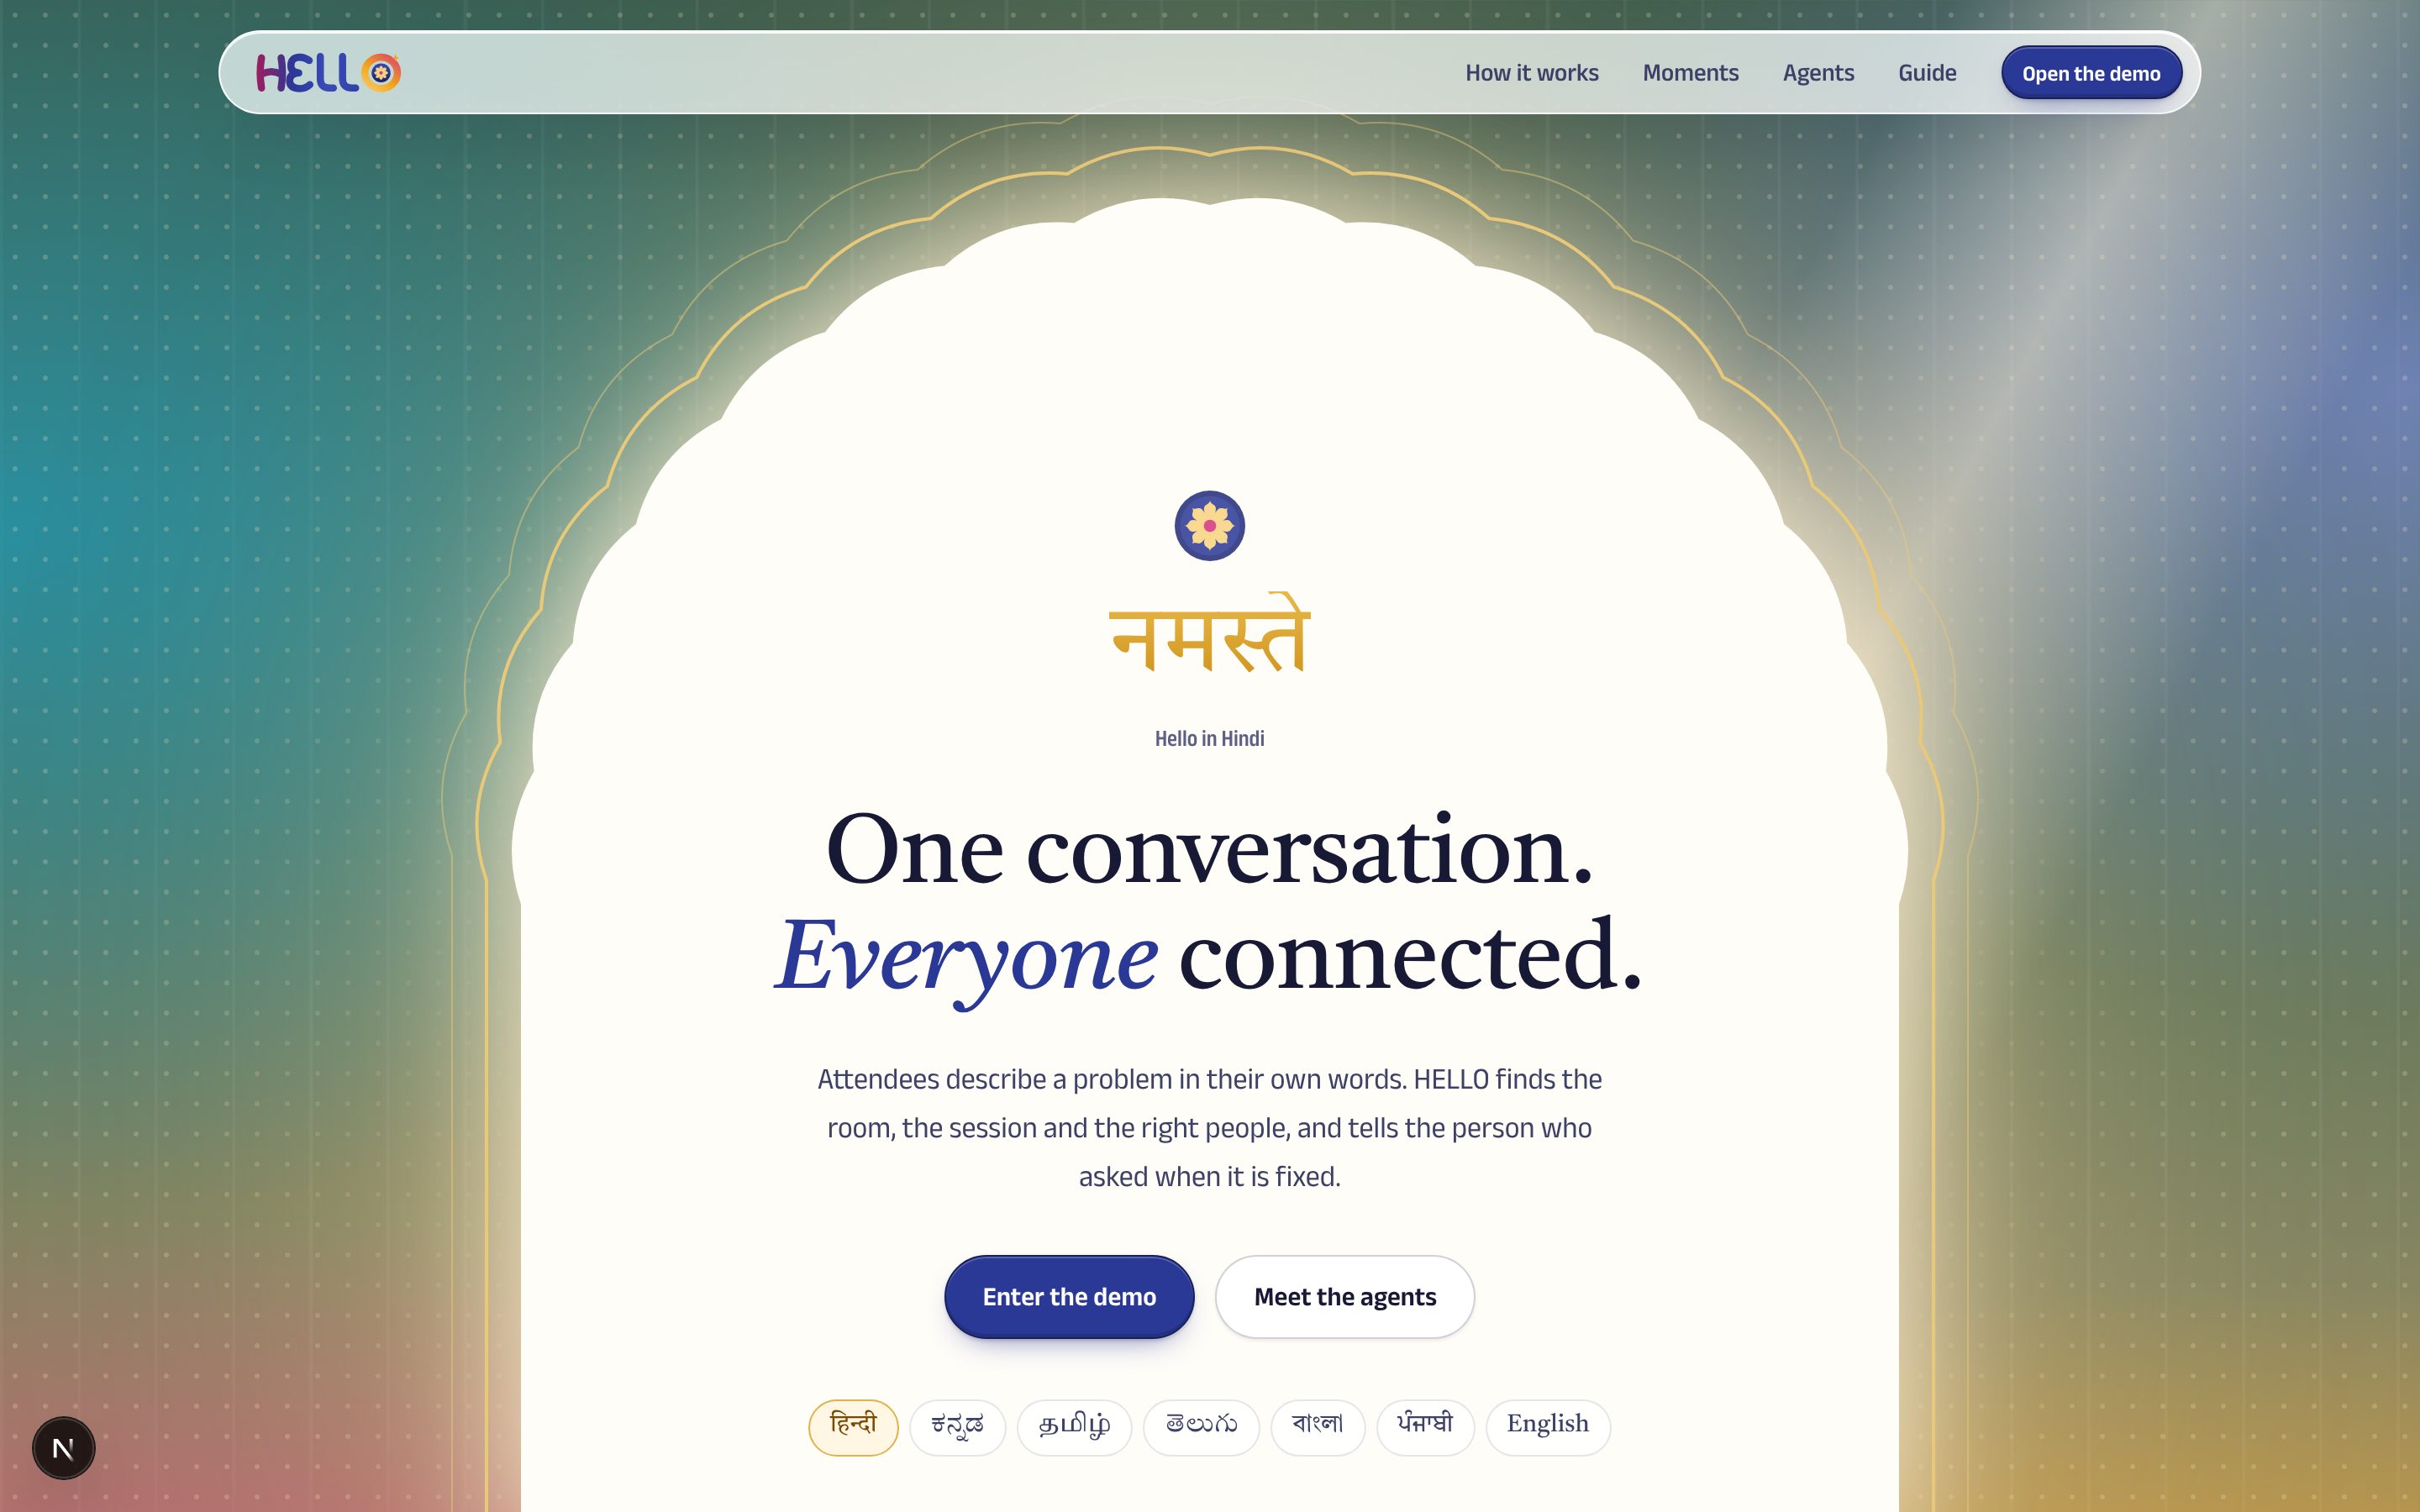 HELLO
How it works
Moments
Agents
Guide
Open the demo
नमस्ते
Hello in Hindi
One conversation.
Everyone connected.
Attendees describe a problem in their own words. HELLO finds the
room, the session and the right people, and tells the person who
asked when it is fixed.
Enter the demo
Meet the agents
हिन्दी
ಕನ್ನಡ
தமிழ்
తెలుగు
বাংলা
ਪੰਜਾਬੀ
English
N